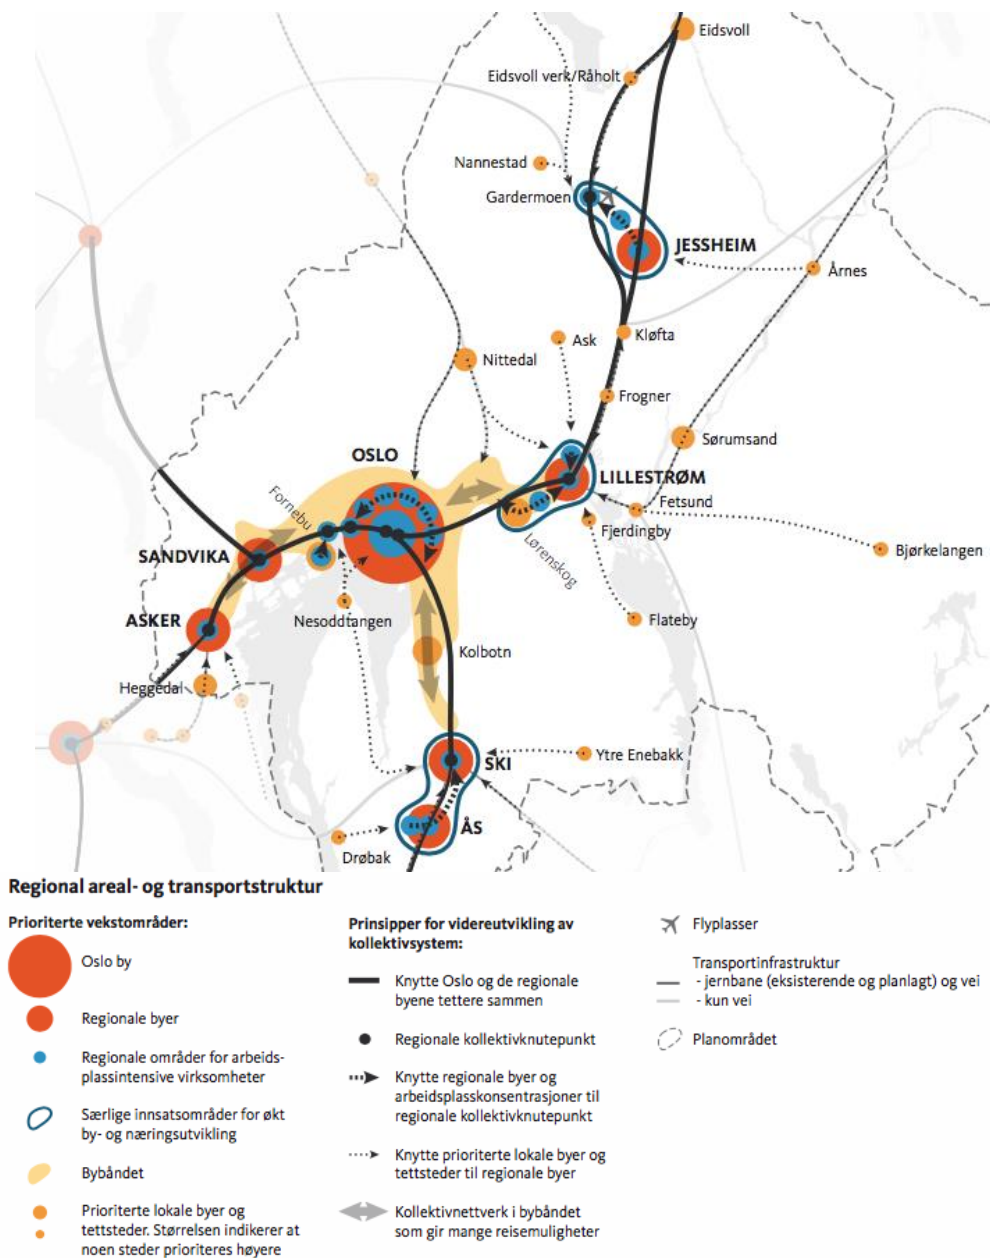 Eidsvoll
Eidsvoll verk/Råholt
Nannestad
Gardermoen
JESSHEIM
Årnes
Ask
Kløfta
Nittedal
Frogner
Sørumsand
OSLO
LILLESTRØM
Fornebu
Fetsund
Fjerdingby
Lørenskog
SANDVIKA
Bjørkelangen
ASKER
Nesoddtangen
Flateby
Kolbotn
Heggedal
SKI
Ytre Enebakk
ÅS
Drøbak
Regional areal- og transportstruktur
Prioriterte vekstområder:
Oslo by
Regionale byer
Regionale områder for arbeids-
plassintensive virksomheter
Særlige innsatsområder for økt
by- og næringsutvikling
Bybåndet
Prioriterte lokale byer og
tettsteder. Størrelsen indikerer at
noen steder prioriteres høyere
Prinsipper for videreutvikling av
kollektivsystem:
Knytte Oslo og de regionale
byene tettere sammen
Regionale kollektivknutepunkt
Knytte regionale byer og
arbeidsplasskonsentrasjoner til
regionale kollektivknutepunkt
Knytte prioriterte lokale byer og
tettsteder til regionale byer
Kollektivnettverk i bybåndet
som gir mange reisemuligheter
Flyplasser
Transportinfrastruktur
- jernbane (eksisterende og planlagt) og vei
- kun vei
Planområdet